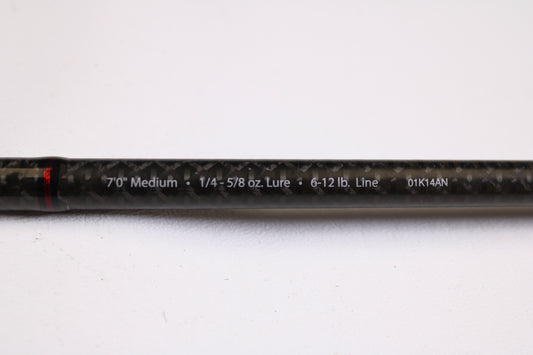 7'0" Medium • 1/4 - 5/8 oz. Lure • 6-12 lb. Line 01K14AN